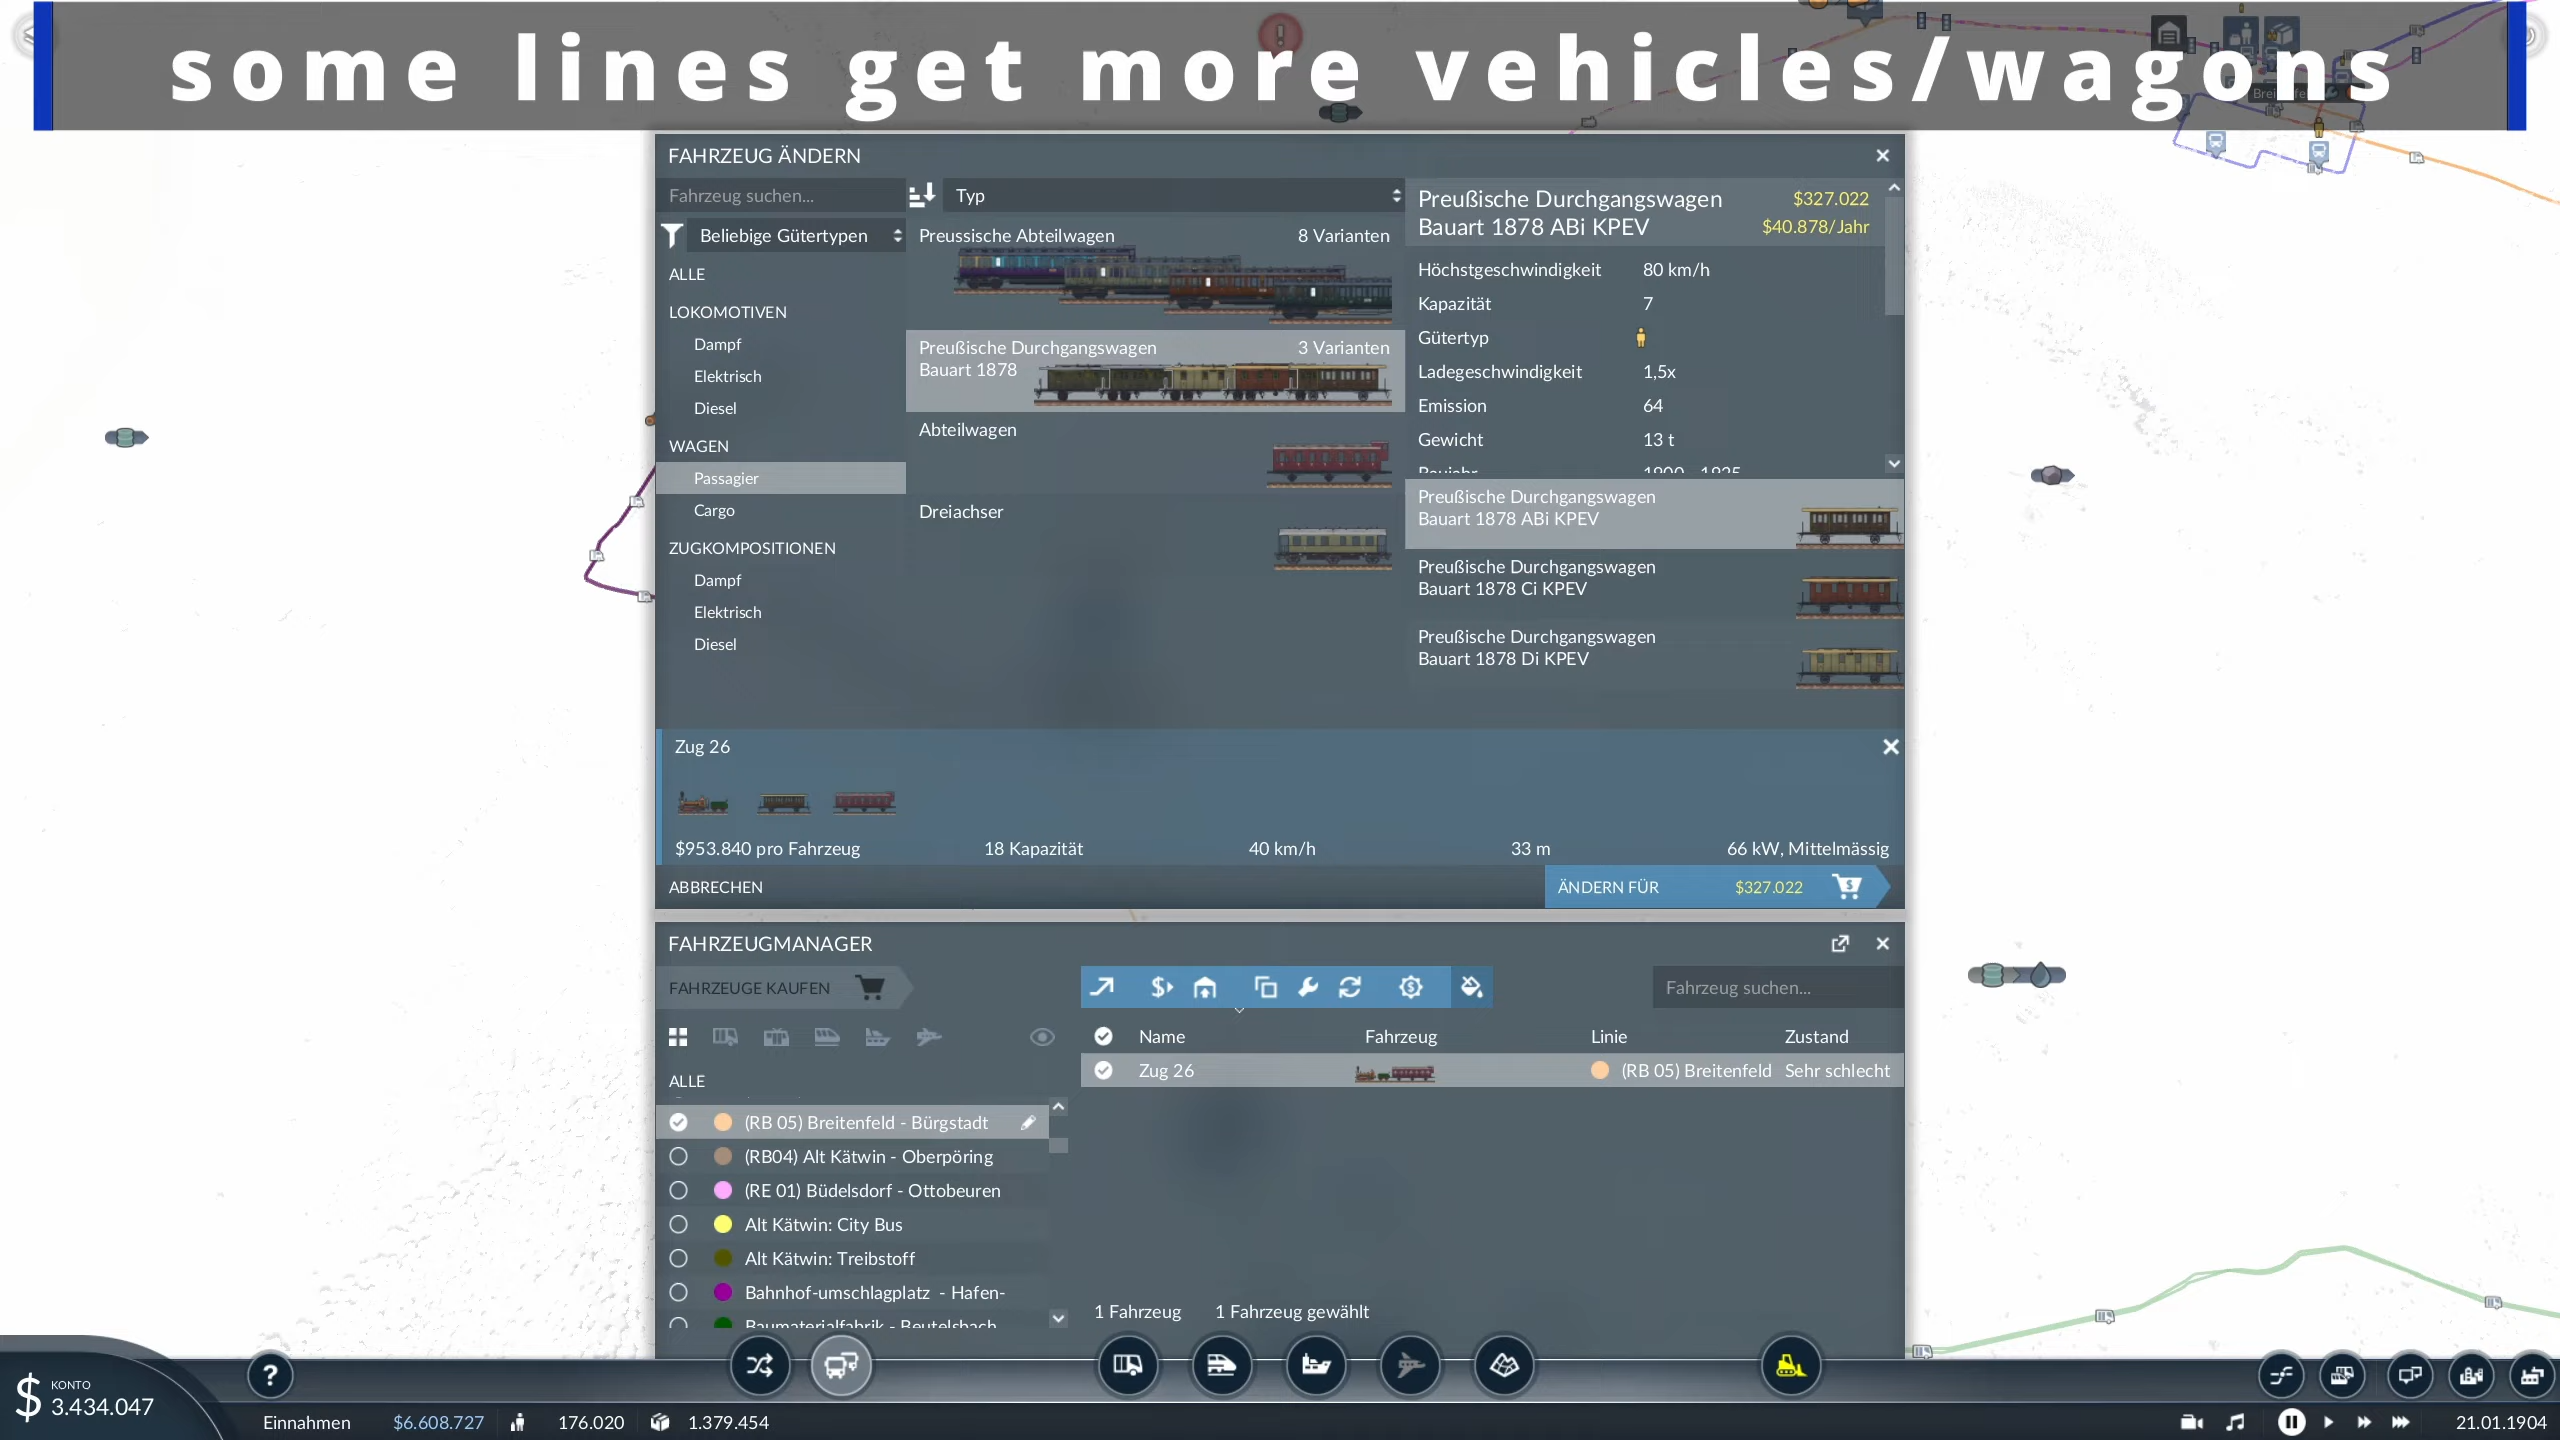 some lines get more vehicles/wagons
FAHRZEUG ÄNDERN
Fahrzeug suchen...
Typ
Beliebige Gütertypen
ALLE
LOKOMOTIVEN
Dampf
Elektrisch
Diesel
WAGEN
Passagier
Cargo
ZUGKOMPOSITIONEN
Dampf
Elektrisch
Diesel
Preussische Abteilwagen 8 Varianten
Preußische Durchgangswagen 3 Varianten
Bauart 1878
Abteilwagen
Dreiachser
Preußische Durchgangswagen $327.022
Bauart 1878 ABi KPEV $40.878/Jahr
Höchstgeschwindigkeit 80 km/h
Kapazität 7
Gütertyp
Ladegeschwindigkeit 1,5x
Emission 64
Gewicht 13 t
Baujahr 1900 - 1925
Preußische Durchgangswagen
Bauart 1878 ABi KPEV
Preußische Durchgangswagen
Bauart 1878 Ci KPEV
Preußische Durchgangswagen
Bauart 1878 Di KPEV
Zug 26
$953.840 pro Fahrzeug 18 Kapazität 40 km/h 33 m 66 kW, Mittelmässig
ABBRECHEN
ÄNDERN FÜR $327.022
FAHRZEUGMANAGER
FAHRZEUGE KAUFEN
Fahrzeug suchen...
ALLE
(RB 05) Breitenfeld - Bürgstadt
(RB04) Alt Kätwin - Oberpöring
(RE 01) Büdelsdorf - Ottobeuren
Alt Kätwin: City Bus
Alt Kätwin: Treibstoff
Bahnhof-umschlagplatz - Hafen-
Baumaterialfabrik - Beutelsbach
Name Fahrzeug Linie Zustand
Zug 26 (RB 05) Breitenfeld Sehr schlecht
1 Fahrzeug 1 Fahrzeug gewählt
$ KONTO
3.434.047
?
Einnahmen $6.608.727 176.020 1.379.454
21.01.1904